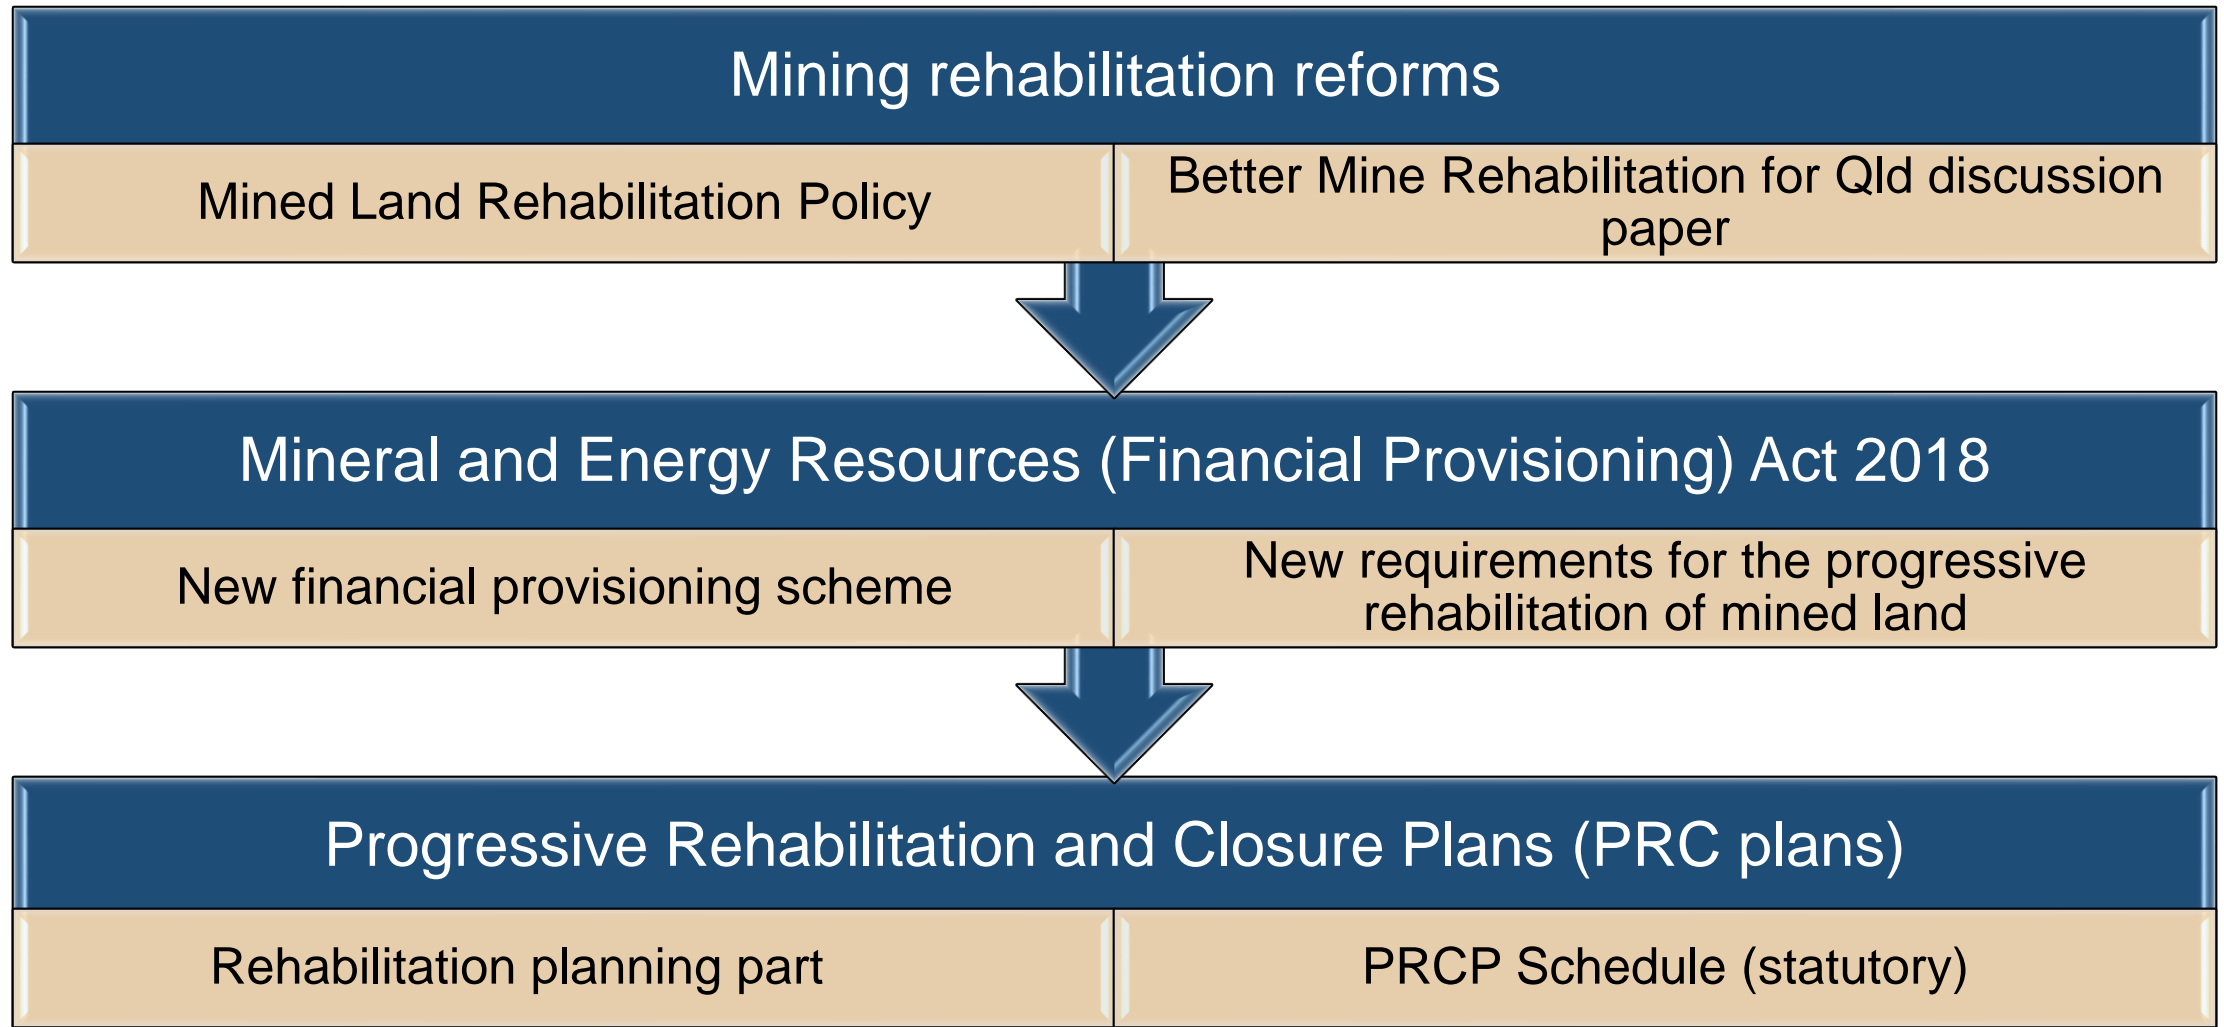 Mining rehabilitation reforms
Mined Land Rehabilitation Policy
Better Mine Rehabilitation for Qld discussion
paper
Mineral and Energy Resources (Financial Provisioning) Act 2018
New financial provisioning scheme
New requirements for the progressive
rehabilitation of mined land
Progressive Rehabilitation and Closure Plans (PRC plans)
Rehabilitation planning part
PRCP Schedule (statutory)